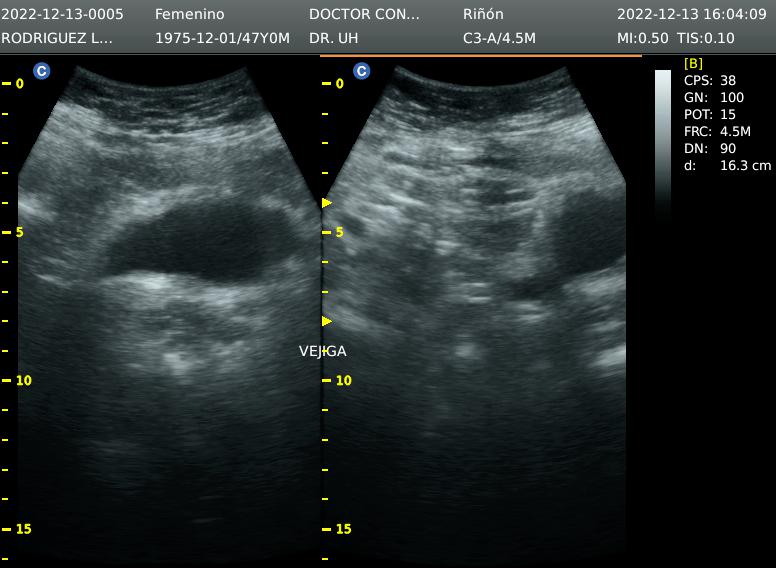 2022-12-13-0005 Femenino DOCTOR CON... Riñón 2022-12-13 16:04:09
RODRIGUEZ L... 1975-12-01/47Y0M DR. UH C3-A/4.5M MI:0.50 TIS:0.10
C C [B]
0 0 CPS: 38
GN: 100
POT: 15
FRC: 4.5M
DN: 90
d: 16.3 cm
5 5
VEJIGA
10 10
15 15